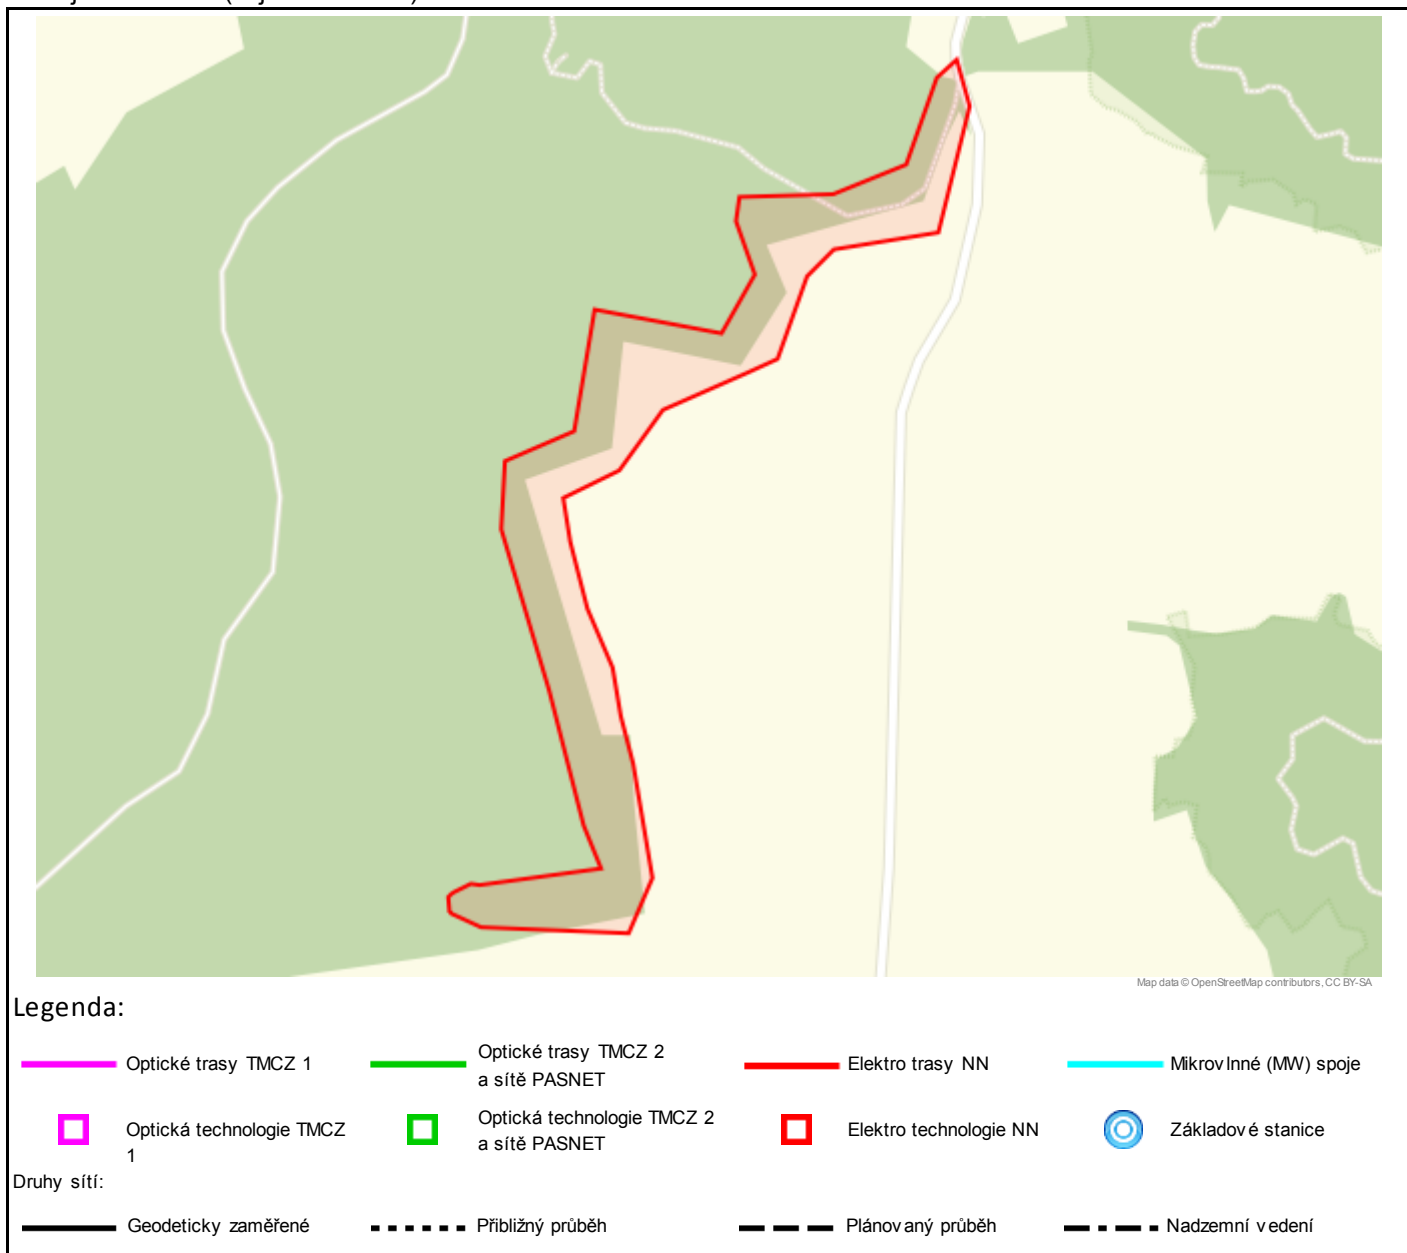 Map data © OpenStreetMap contributors, CC BY-SA
Legenda:
Optické trasy TMCZ 1
Optické trasy TMCZ 2
a sítě PASNET
Elektro trasy NN
Mikrovlnné (MW) spoje
Optická technologie TMCZ
1
Optická technologie TMCZ 2
a sítě PASNET
Elektro technologie NN
Základové stanice
Druhy sítí:
Geodeticky zaměřené
Přibližný průběh
Plánovaný průběh
Nadzemní vedení